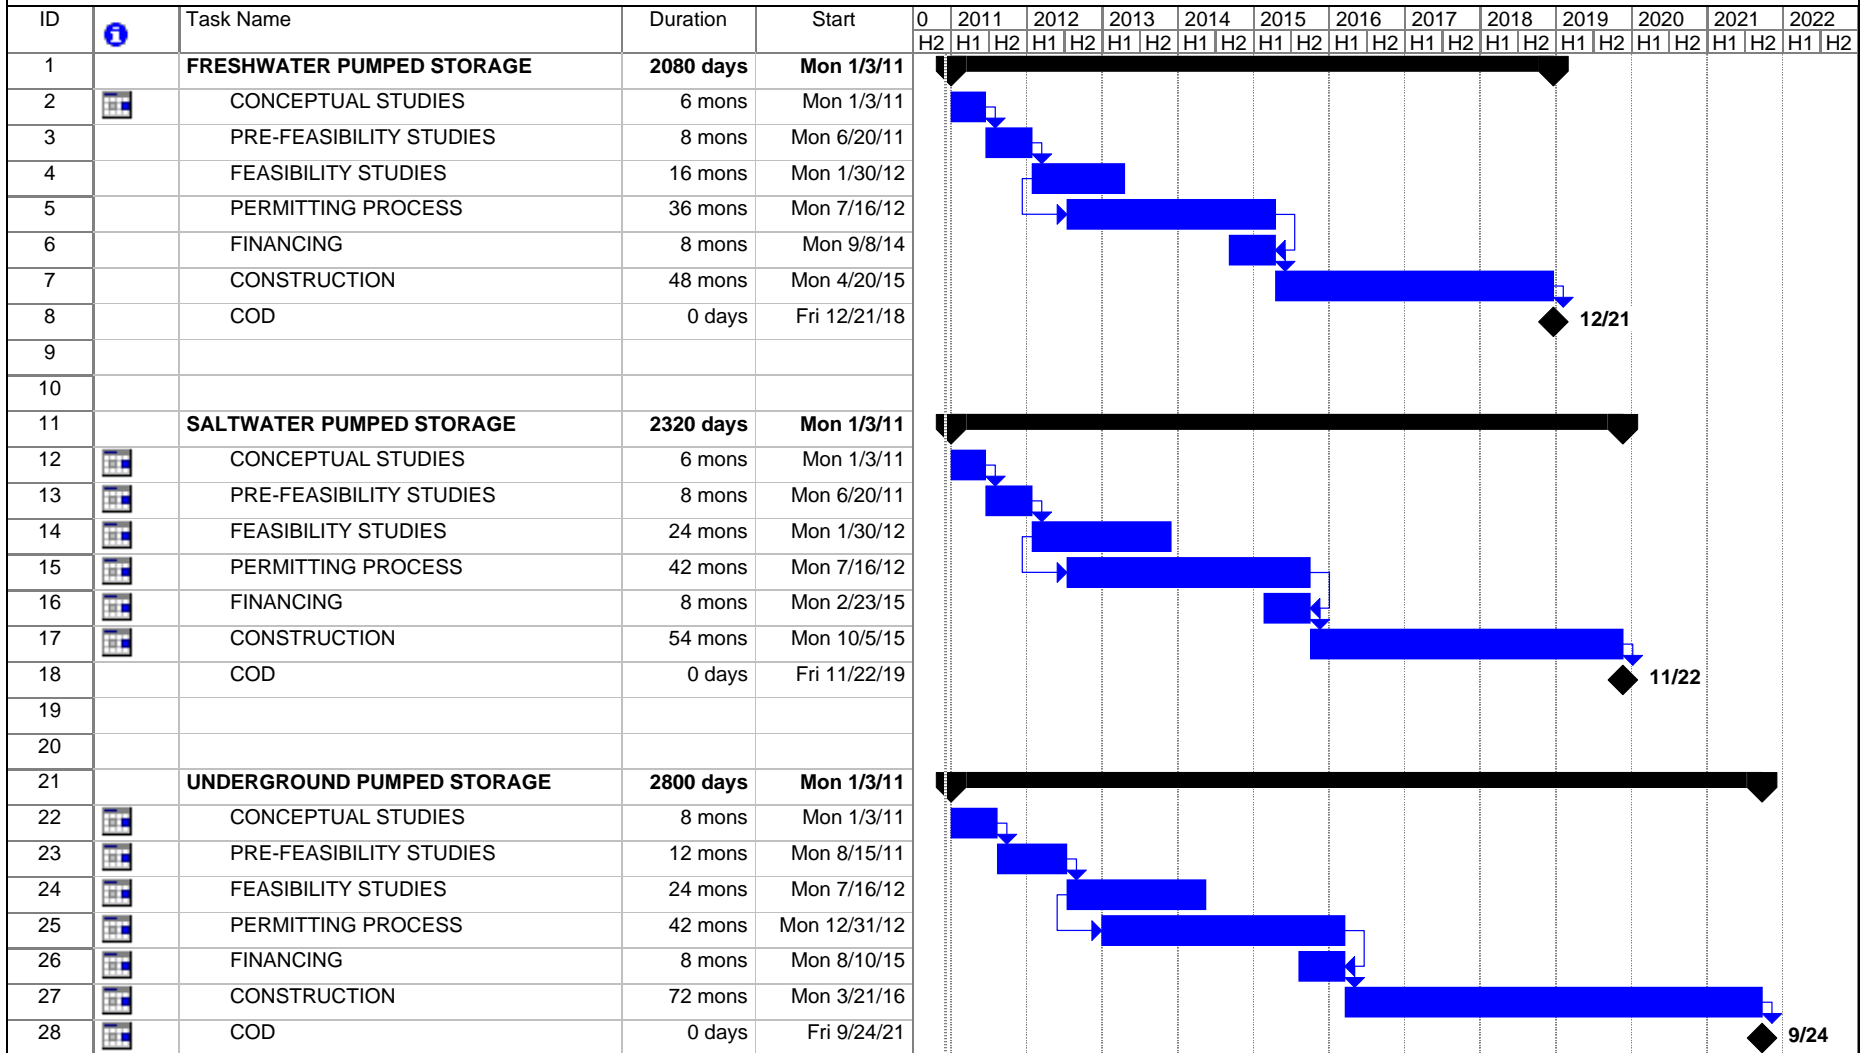 ID Task Name Duration Start 0 2011 2012 2013 2014 2015 2016 2017 2018 2019 2020 2021 2022
i H2 H1 H2 H1 H2 H1 H2 H1 H2 H1 H2 H1 H2 H1 H2 H1 H2 H1 H2 H1 H2 H1 H2 H1 H2
1 FRESHWATER PUMPED STORAGE 2080 days Mon 1/3/11
2 CONCEPTUAL STUDIES 6 mons Mon 1/3/11
3 PRE-FEASIBILITY STUDIES 8 mons Mon 6/20/11
4 FEASIBILITY STUDIES 16 mons Mon 1/30/12
5 PERMITTING PROCESS 36 mons Mon 7/16/12
6 FINANCING 8 mons Mon 9/8/14
7 CONSTRUCTION 48 mons Mon 4/20/15
8 COD 0 days Fri 12/21/18 12/21
9
10
11 SALTWATER PUMPED STORAGE 2320 days Mon 1/3/11
12 CONCEPTUAL STUDIES 6 mons Mon 1/3/11
13 PRE-FEASIBILITY STUDIES 8 mons Mon 6/20/11
14 FEASIBILITY STUDIES 24 mons Mon 1/30/12
15 PERMITTING PROCESS 42 mons Mon 7/16/12
16 FINANCING 8 mons Mon 2/23/15
17 CONSTRUCTION 54 mons Mon 10/5/15
18 COD 0 days Fri 11/22/19 11/22
19
20
21 UNDERGROUND PUMPED STORAGE 2800 days Mon 1/3/11
22 CONCEPTUAL STUDIES 8 mons Mon 1/3/11
23 PRE-FEASIBILITY STUDIES 12 mons Mon 8/15/11
24 FEASIBILITY STUDIES 24 mons Mon 7/16/12
25 PERMITTING PROCESS 42 mons Mon 12/31/12
26 FINANCING 8 mons Mon 8/10/15
27 CONSTRUCTION 72 mons Mon 3/21/16
28 COD 0 days Fri 9/24/21 9/24